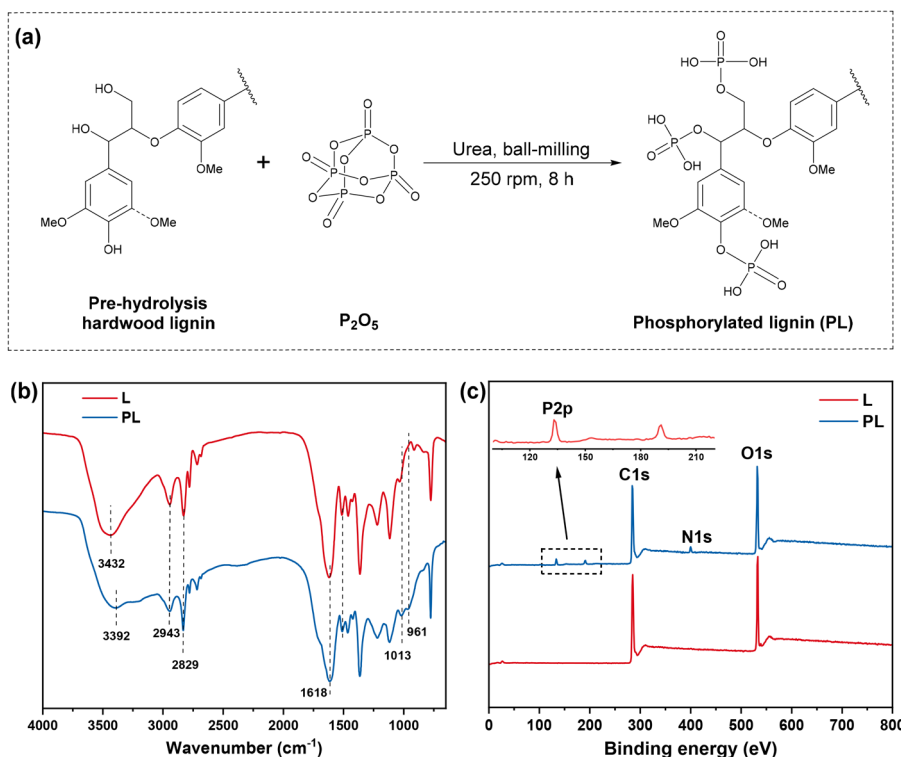 (a)
HO
HO
O
OMe
MeO
OMe
OH
Pre-hydrolysis
hardwood lignin
+
O
O
P
O
O
O
P
O
P
O
P
O
O
O
P₂O₅
Urea, ball-milling
250 rpm, 8 h
O
HO
P
OH
O
HO
P
O
O
OH
O
OMe
MeO
OMe
O
OH
P
HO
O
Phosphorylated lignin (PL)
(b)
L
PL
3432
3392
2943
2829
1618
1013
961
4000 3500 3000 2500 2000 1500 1000
Wavenumber (cm⁻¹)
(c)
L
PL
P2p
120 150 180 210
C1s
O1s
N1s
0 100 200 300 400 500 600 700 800
Binding energy (eV)